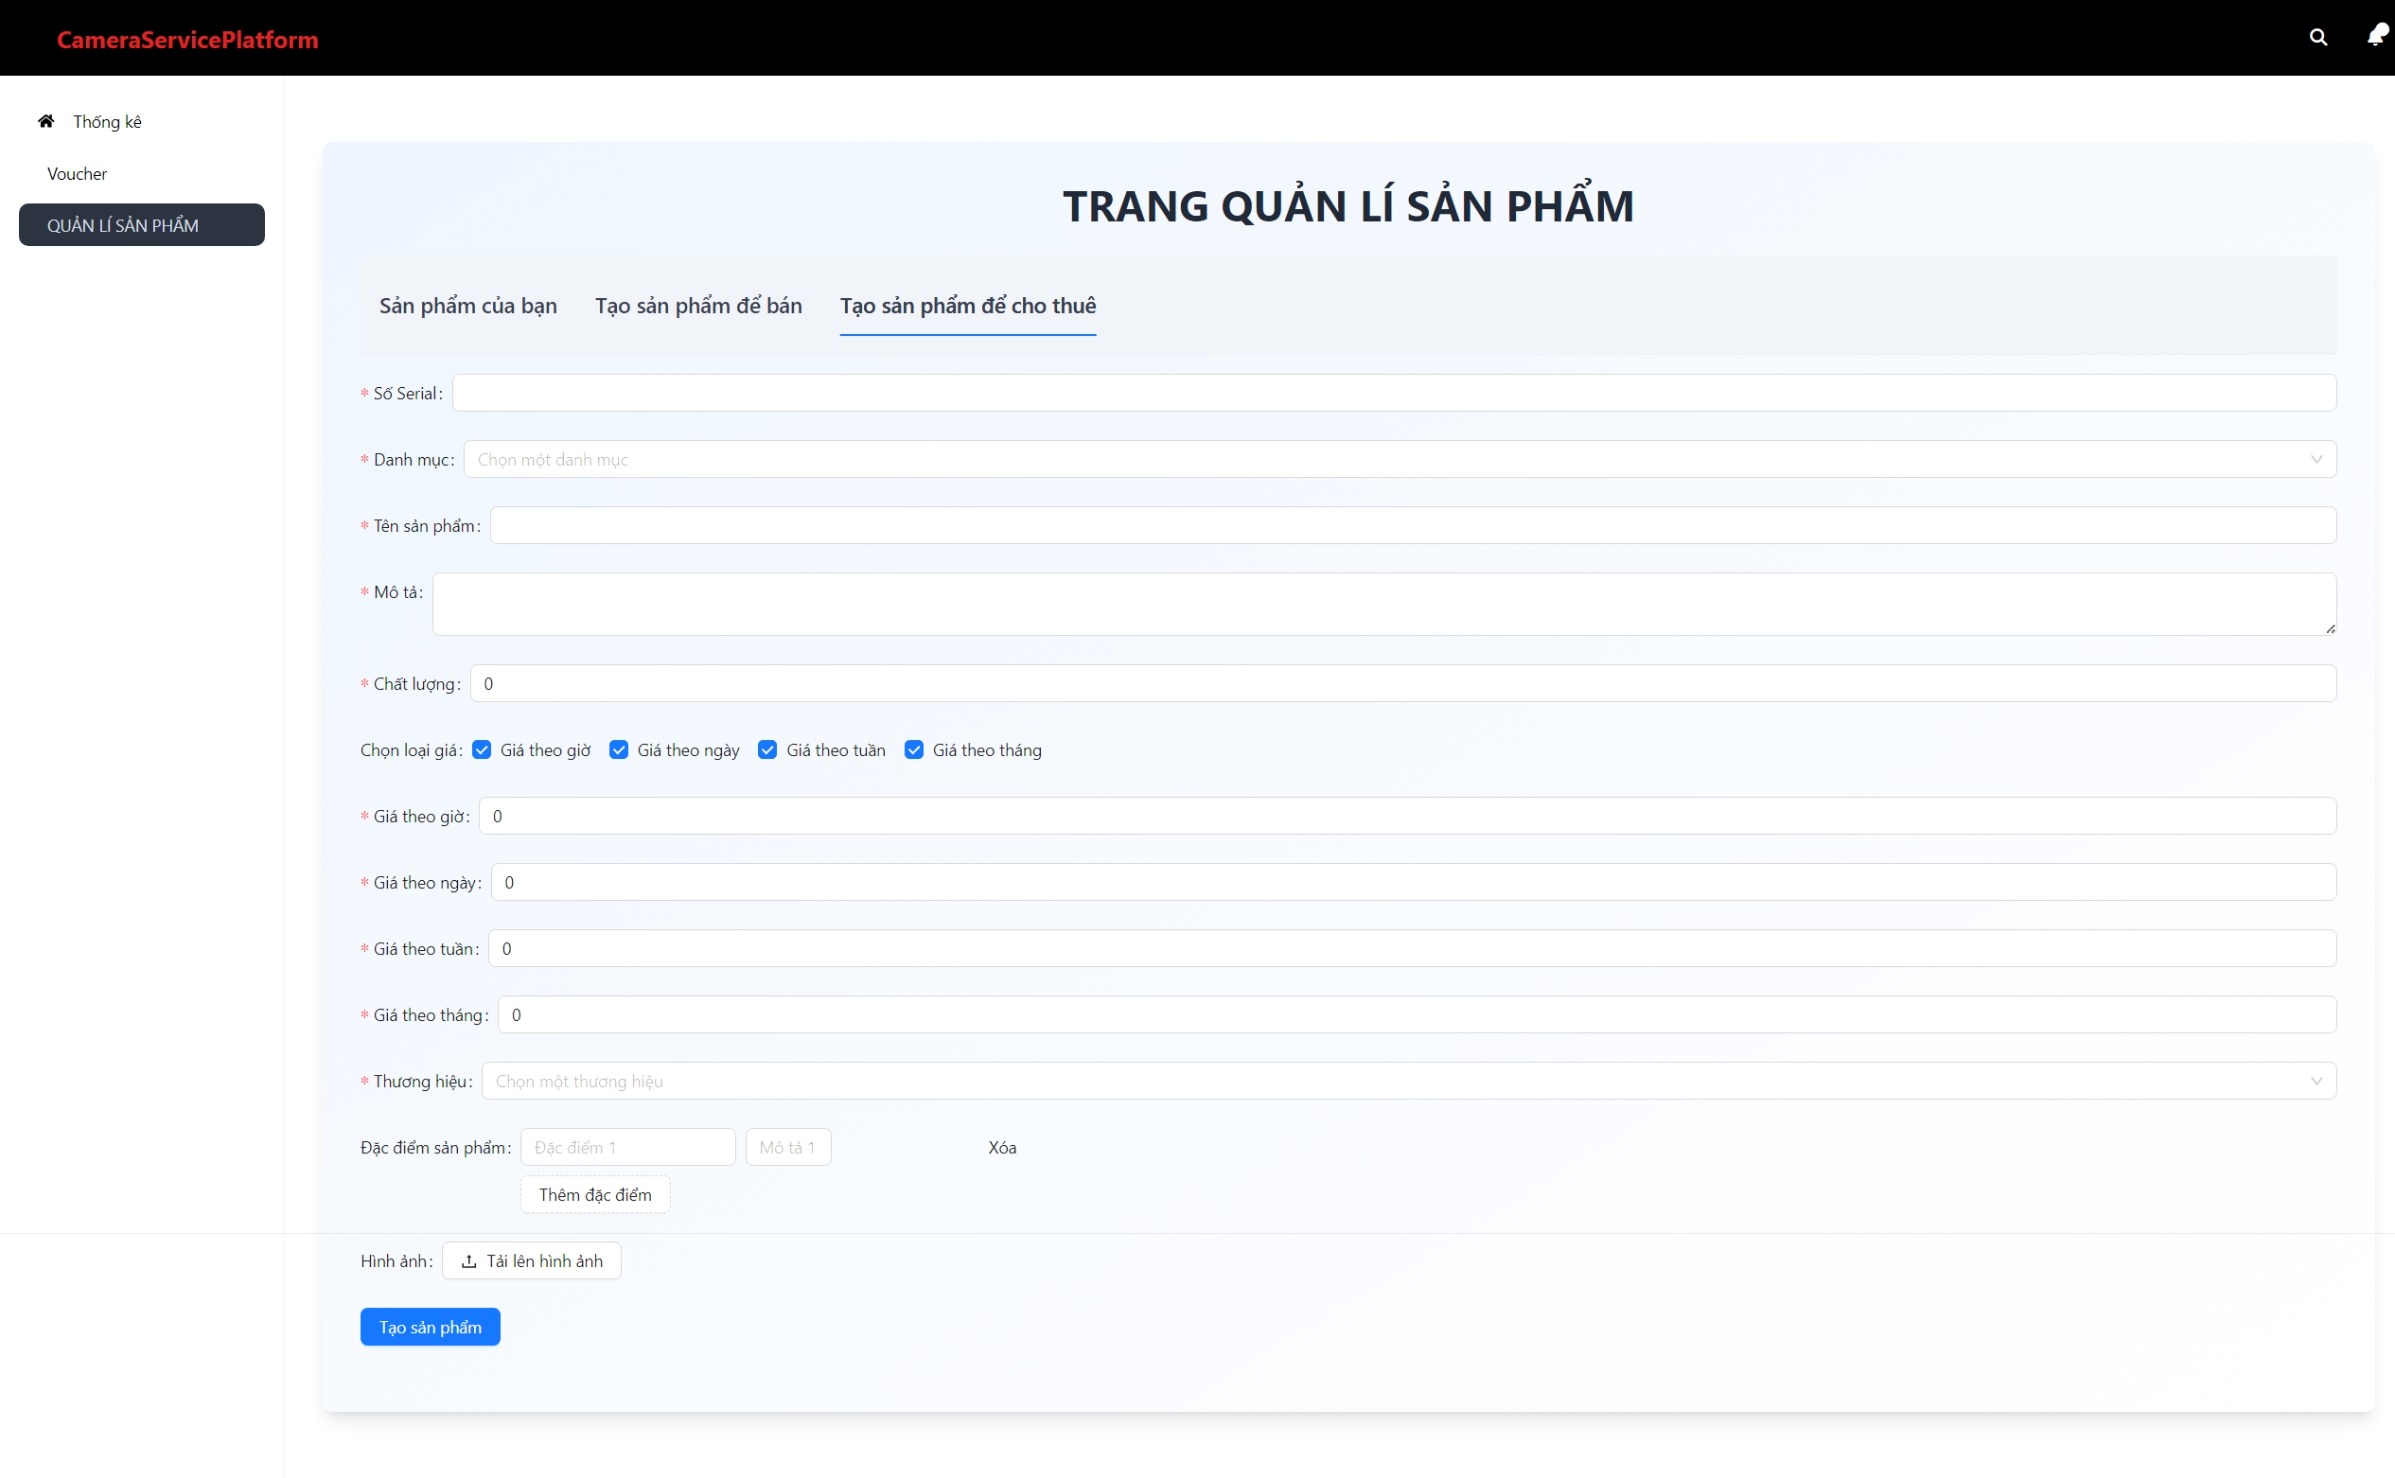 CameraServicePlatform
Thống kê
Voucher
QUẢN LÍ SẢN PHẨM
TRANG QUẢN LÍ SẢN PHẨM
Sản phẩm của bạn Tạo sản phẩm để bán Tạo sản phẩm để cho thuê
* Số Serial:
* Danh mục: Chọn một danh mục
* Tên sản phẩm:
* Mô tả:
* Chất lượng: 0
Chọn loại giá: Giá theo giờ Giá theo ngày Giá theo tuần Giá theo tháng
* Giá theo giờ: 0
* Giá theo ngày: 0
* Giá theo tuần: 0
* Giá theo tháng: 0
* Thương hiệu: Chọn một thương hiệu
Đặc điểm sản phẩm: Đặc điểm 1 Mô tả 1 Xóa
Thêm đặc điểm
Hình ảnh: Tải lên hình ảnh
Tạo sản phẩm